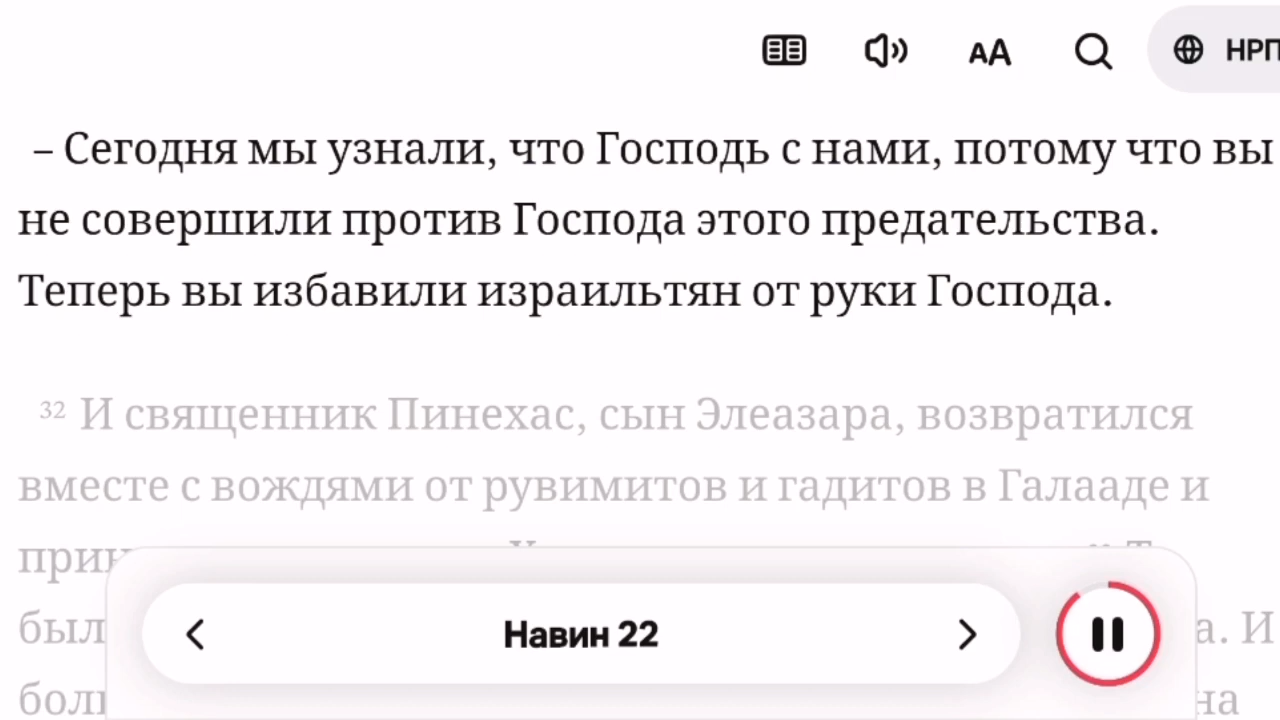 НРП
– Сегодня мы узнали, что Господь с нами, потому что вы
не совершили против Господа этого предательства.
Теперь вы избавили израильтян от руки Господа.
32 И священник Пинехас, сын Элеазара, возвратился
вместе с вождями от рувимитов и гадитов в Галааде и
Навин 22
а. И
на